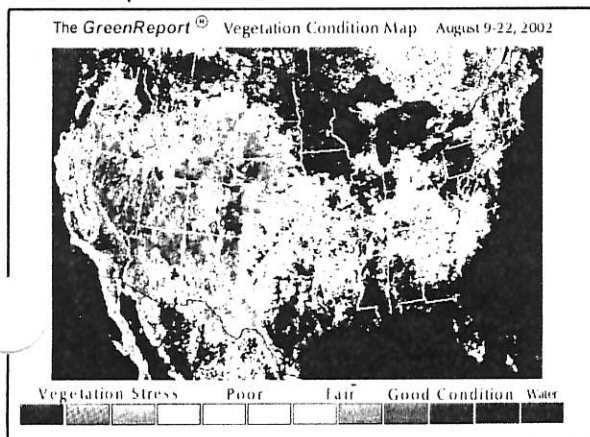 The GreenReport ® Vegetation Condition Map August 9-22, 2002
Vegetation Stress Poor Fair Good Condition Water